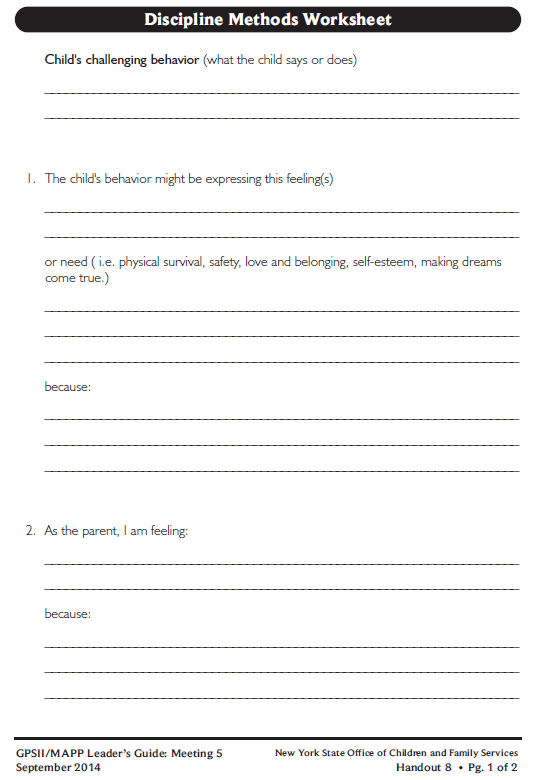 Discipline Methods Worksheet
Child's challenging behavior (what the child says or does)
1. The child's behavior might be expressing this feeling(s)
or need ( i.e. physical survival, safety, love and belonging, self-esteem, making dreams
come true.)
because:
2. As the parent, I am feeling:
because:
GPSII/MAPP Leader's Guide: Meeting 5
New York State Office of Children and Family Services
September 2014
Handout 8 • Pg. 1 of 2